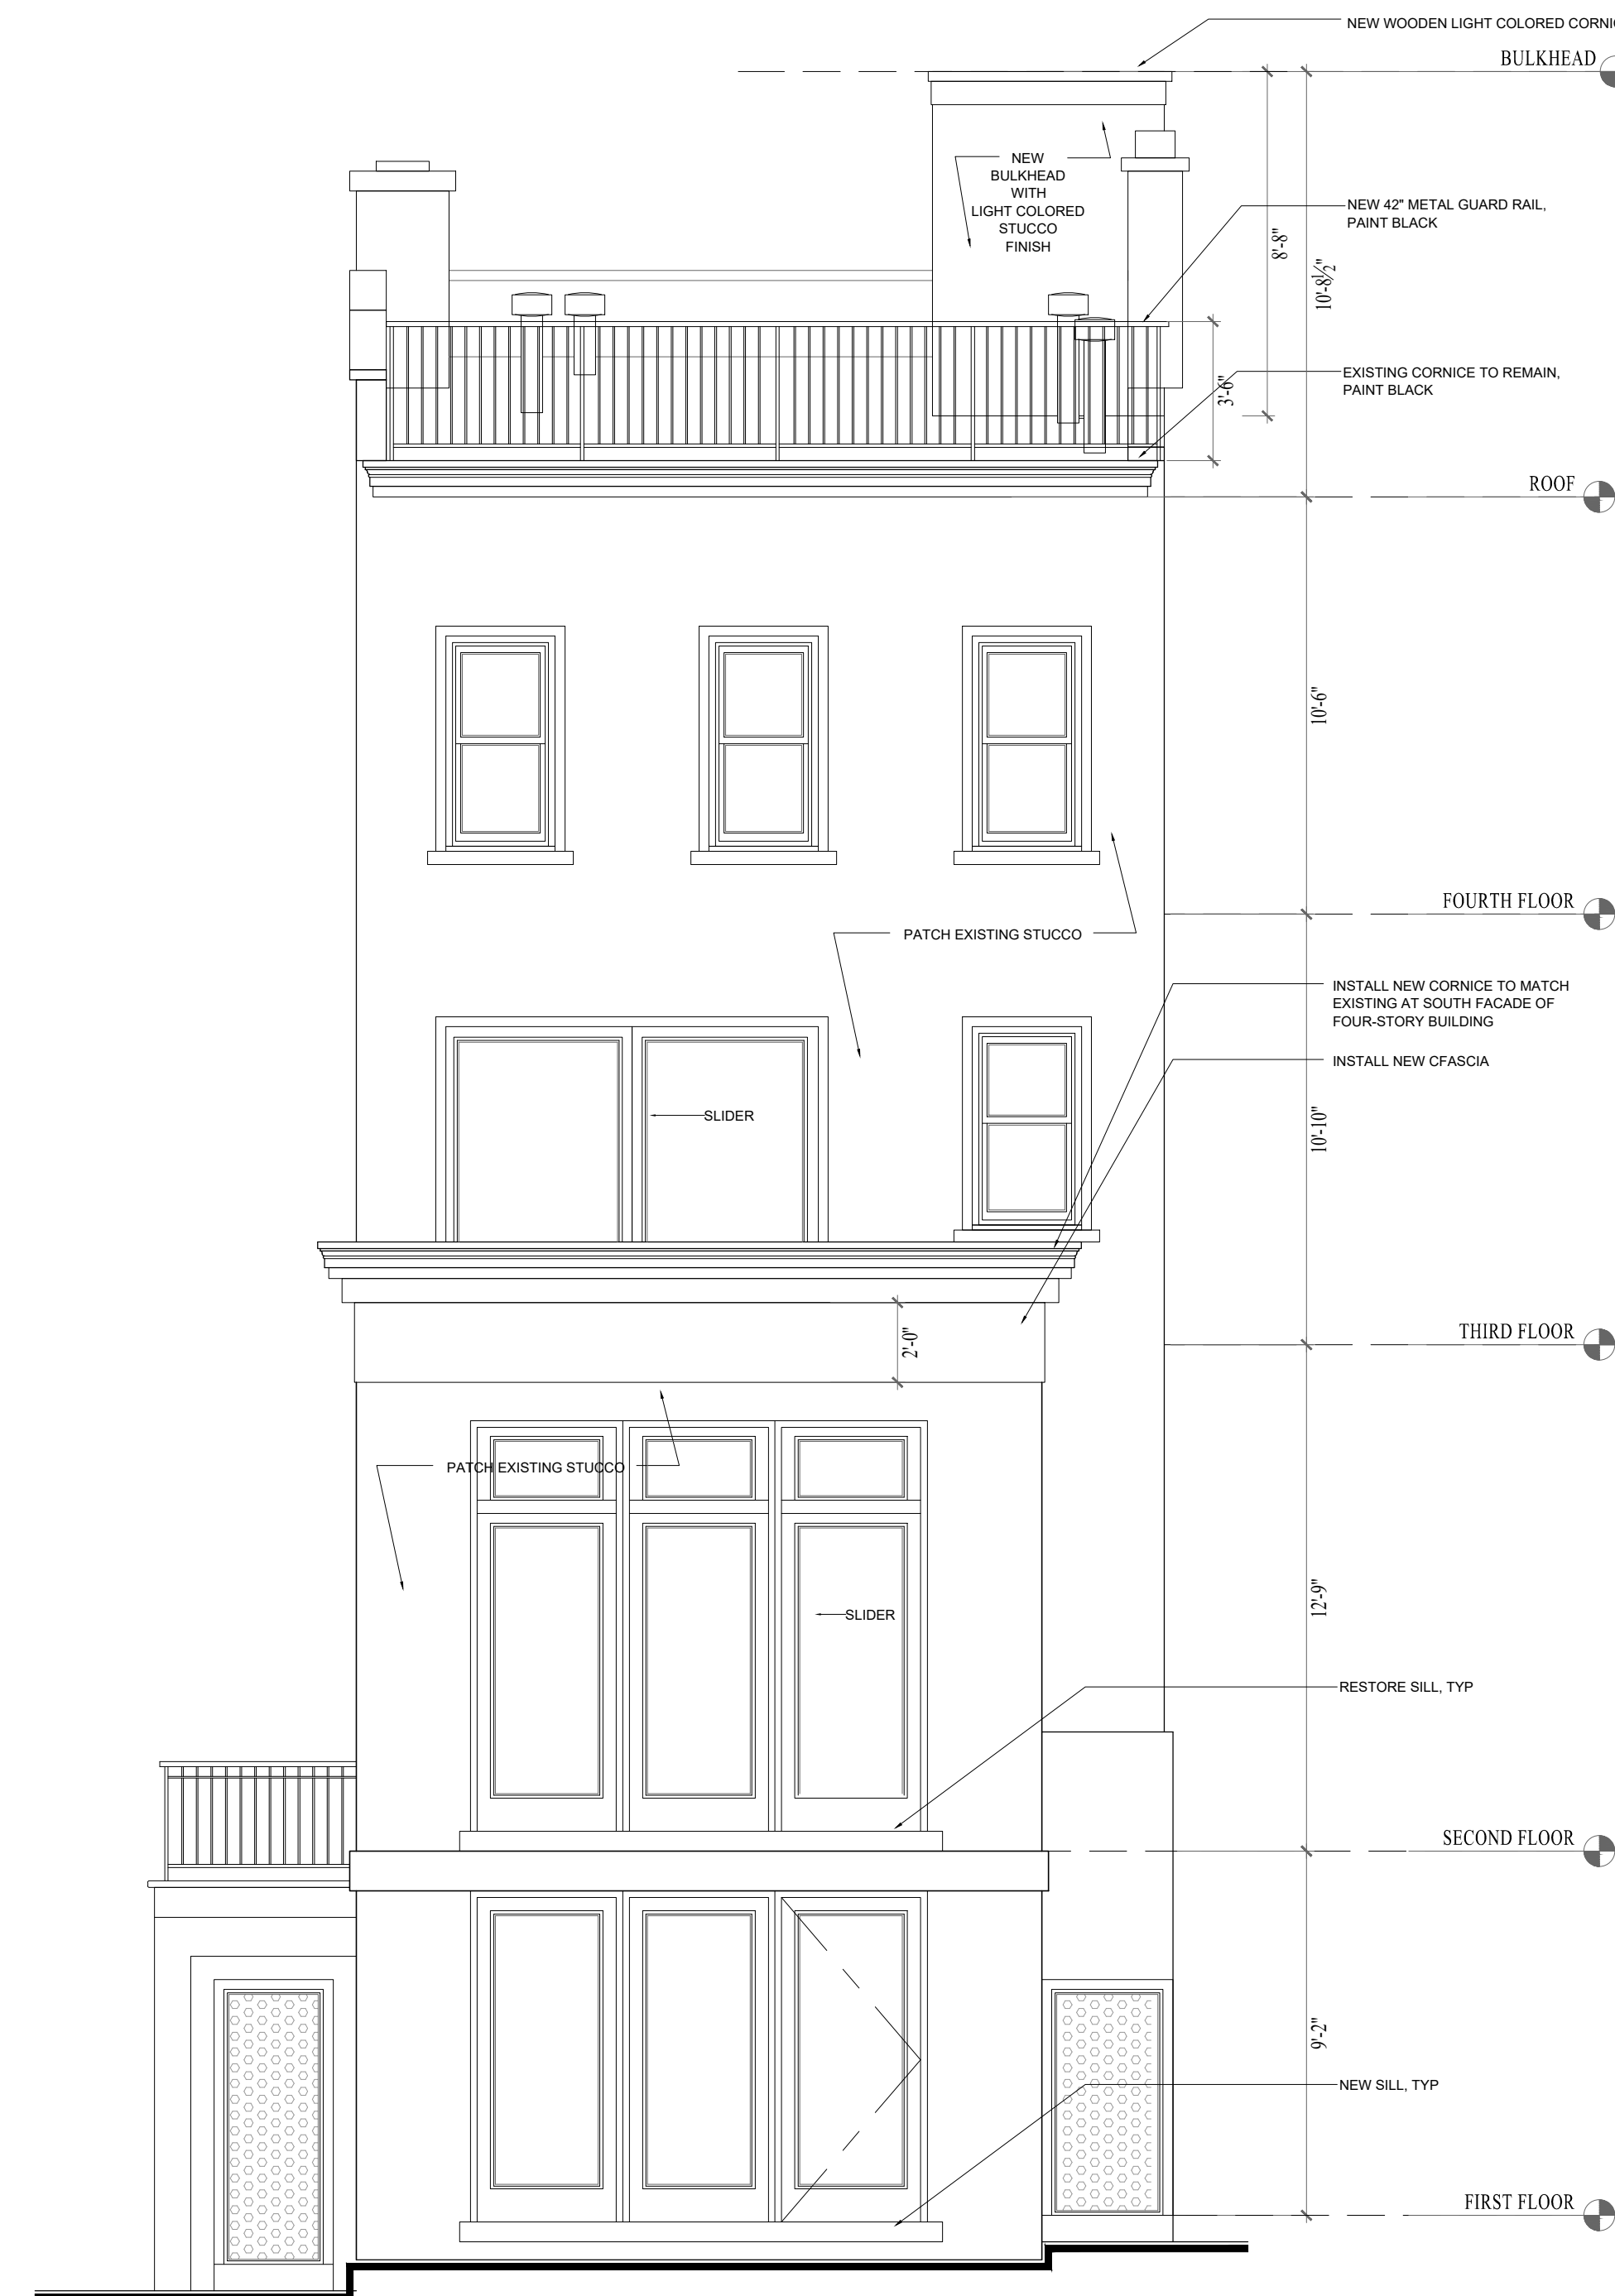 NEW WOODEN LIGHT COLORED
BULKHEAD
NEW
BULKHEAD
WITH
LIGHT COLORED
STUCCO
FINISH
NEW 42" METAL GUARD RAIL,
PAINT BLACK
8'-8"
10'-8½"
EXISTING CORNICE TO REMAIN,
PAINT BLACK
3'-6"
ROOF
10'-6"
FOURTH FLOOR
PATCH EXISTING STUCCO
INSTALL NEW CORNICE TO MATCH
EXISTING AT SOUTH FACADE OF
FOUR-STORY BUILDING
INSTALL NEW CFASCIA
SLIDER
10'-10"
THIRD FLOOR
2'-0"
PATCH EXISTING STUCCO
SLIDER
12'-9"
RESTORE SILL, TYP
SECOND FLOOR
9'-2"
NEW SILL, TYP
FIRST FLOOR